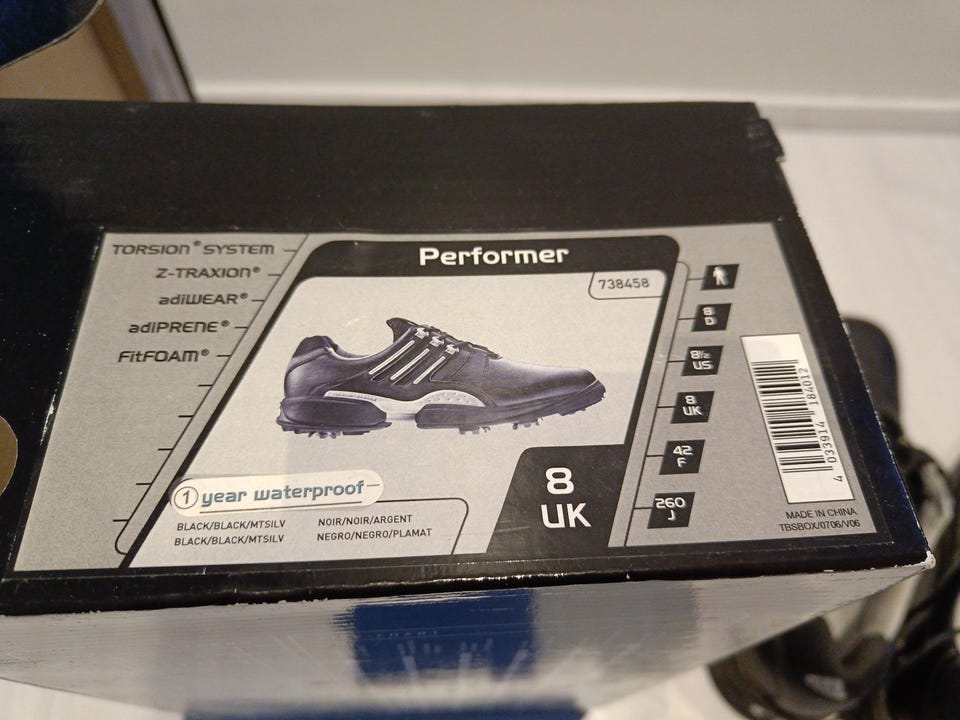 TORSION® SYSTEM
Z-TRAXION®
adiWEAR®
adiPRENE®
FitFOAM®
Performer
738458
8
D
8½
US
8
UK
42
F
260
J
1 year waterproof
BLACK/BLACK/MTSILV
BLACK/BLACK/MTSILV
NOIR/NOIR/ARGENT
NEGRO/NEGRO/PLAMAT
8
UK
4 033914 184012
MADE IN CHINA
TBSBOX/0706/V06